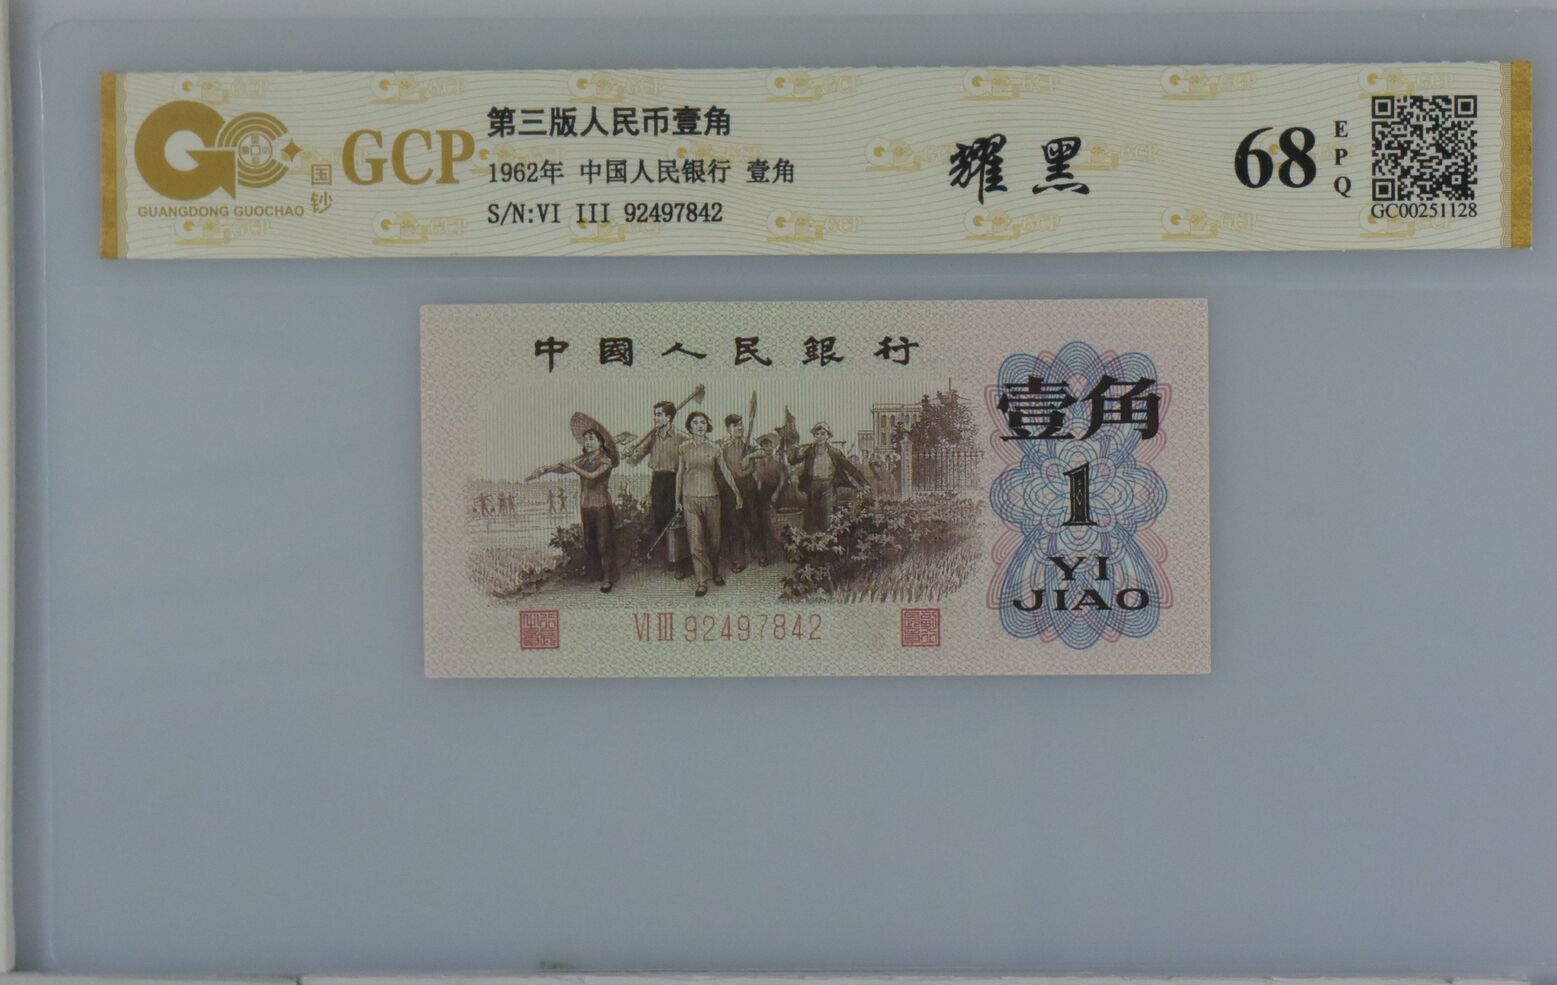 GUANGDONG GUOCHAO
国钞
GCP
第三版人民币壹角
1962年 中国人民银行 壹角
S/N:VI III 92497842
耀黑
68
EPQ
GC00251128
中國人民銀行
壹角
1
YI
JIAO
VI III 92497842